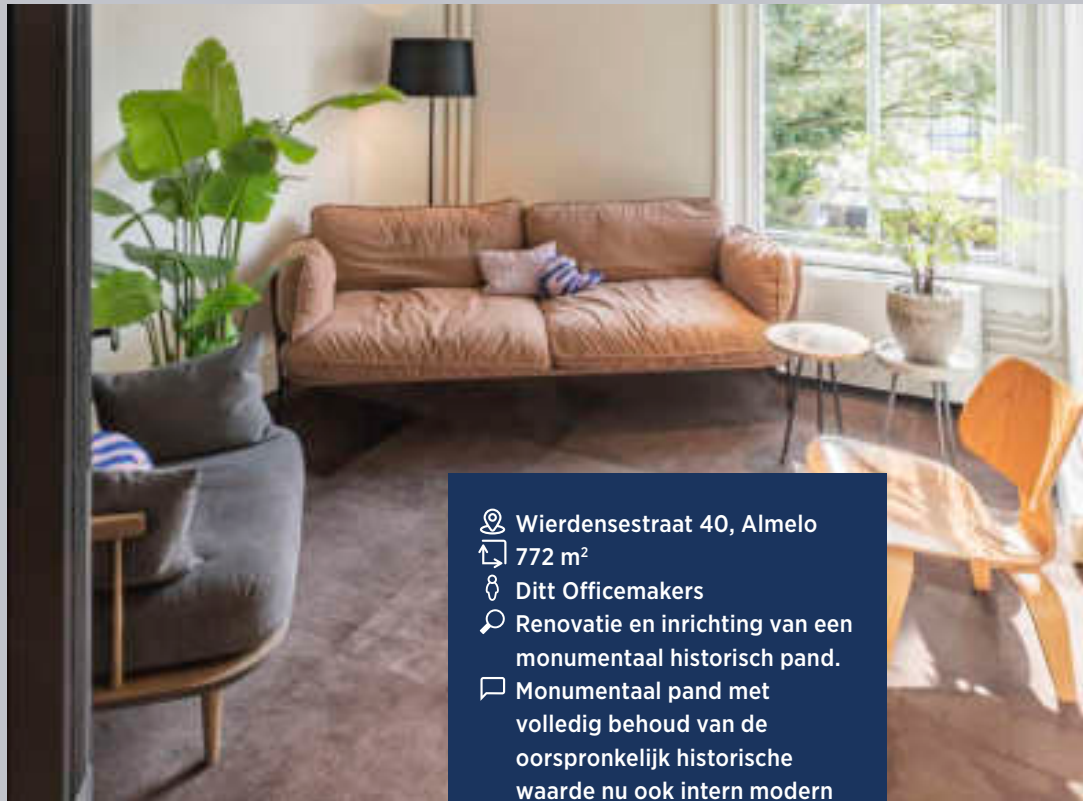 Wierdensestraat 40, Almelo
772 m²
Ditt Officemakers
Renovatie en inrichting van een
monumentaal historisch pand.
Monumentaal pand met
volledig behoud van de
oorspronkelijk historische
waarde nu ook intern modern